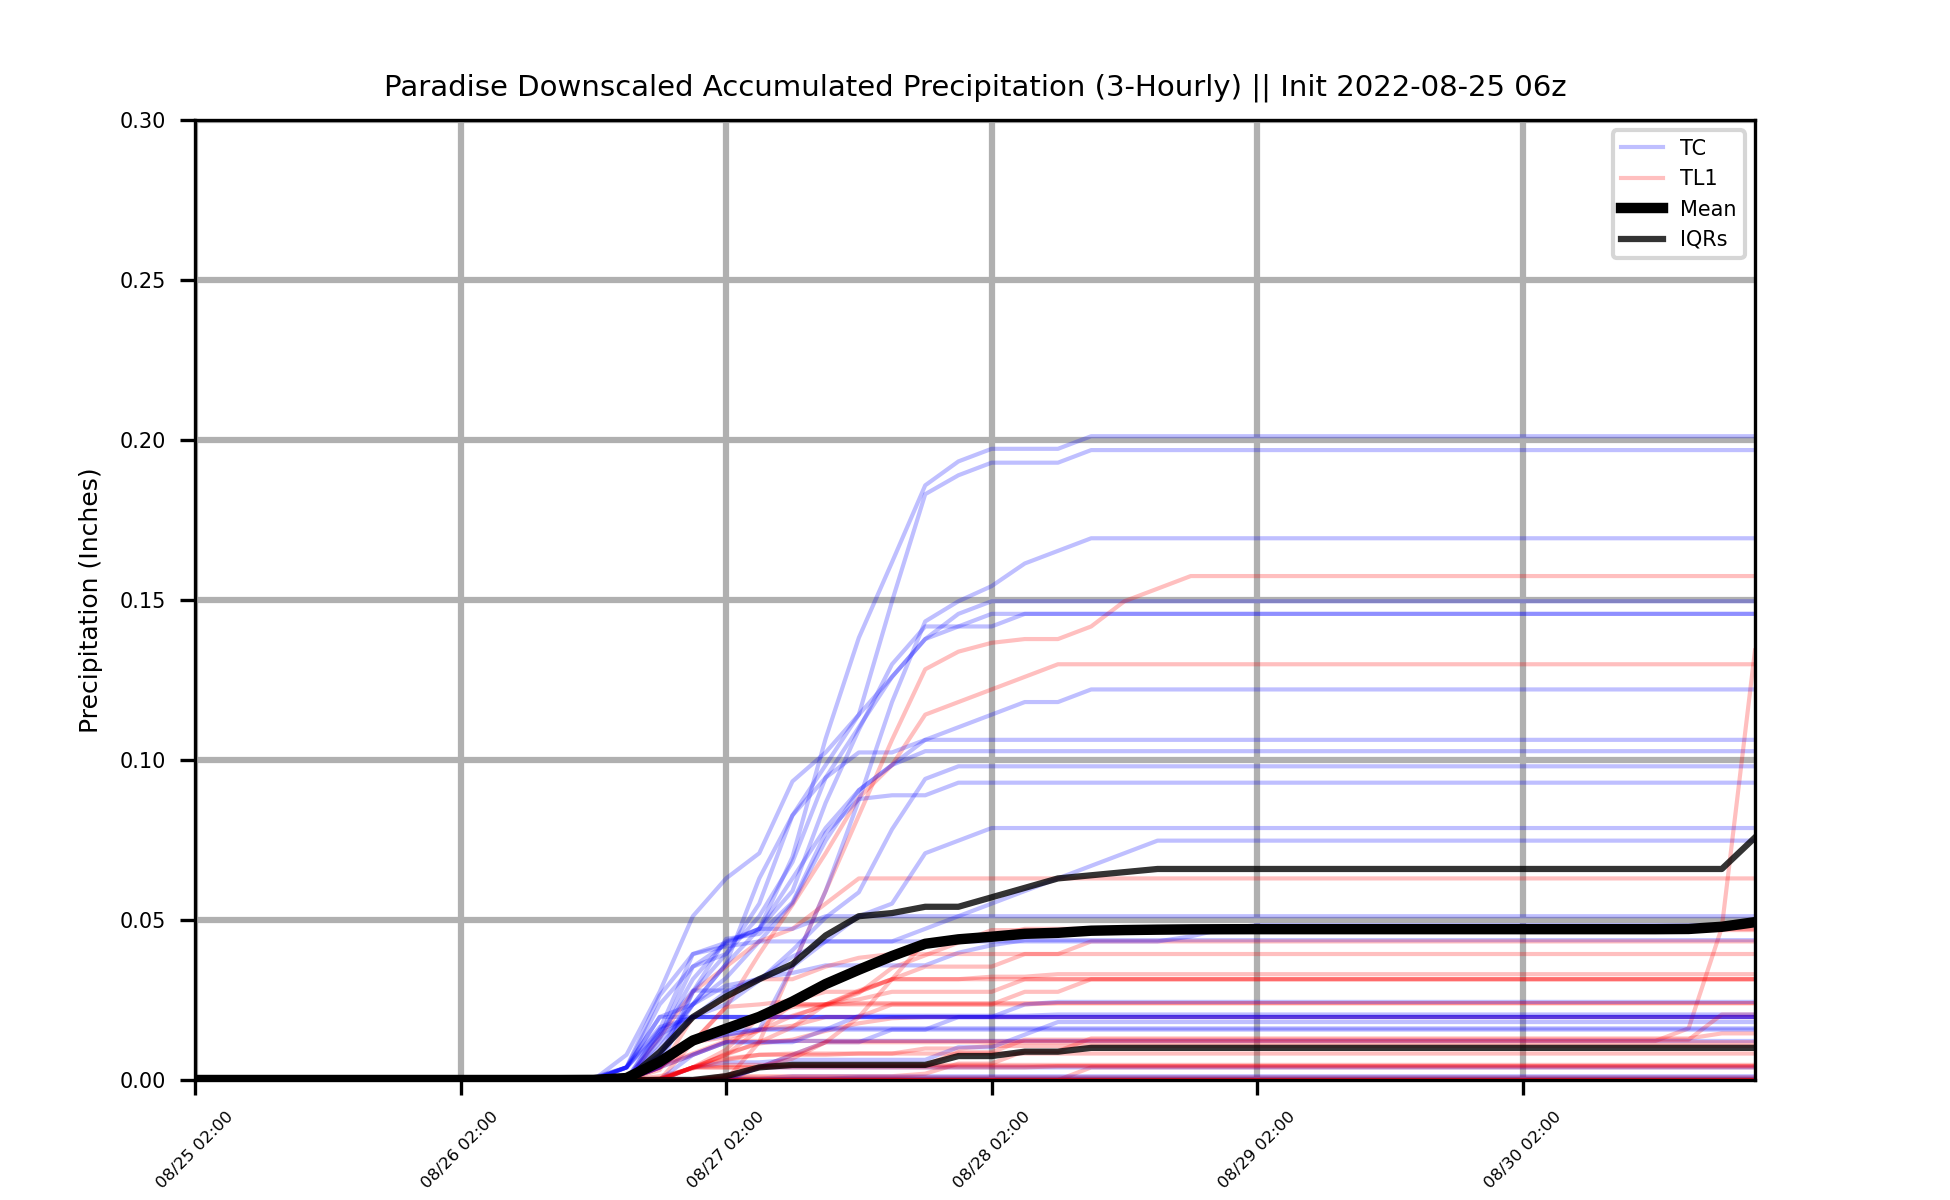 Paradise Downscaled Accumulated Precipitation (3-Hourly) || Init 2022-08-25 06z
0.30
0.25
0.20
0.15
0.10
0.05
0.00
Precipitation (Inches)
TC
TL1
Mean
IQRs
08/25 02:00
08/26 02:00
08/27 02:00
08/28 02:00
08/29 02:00
08/30 02:00